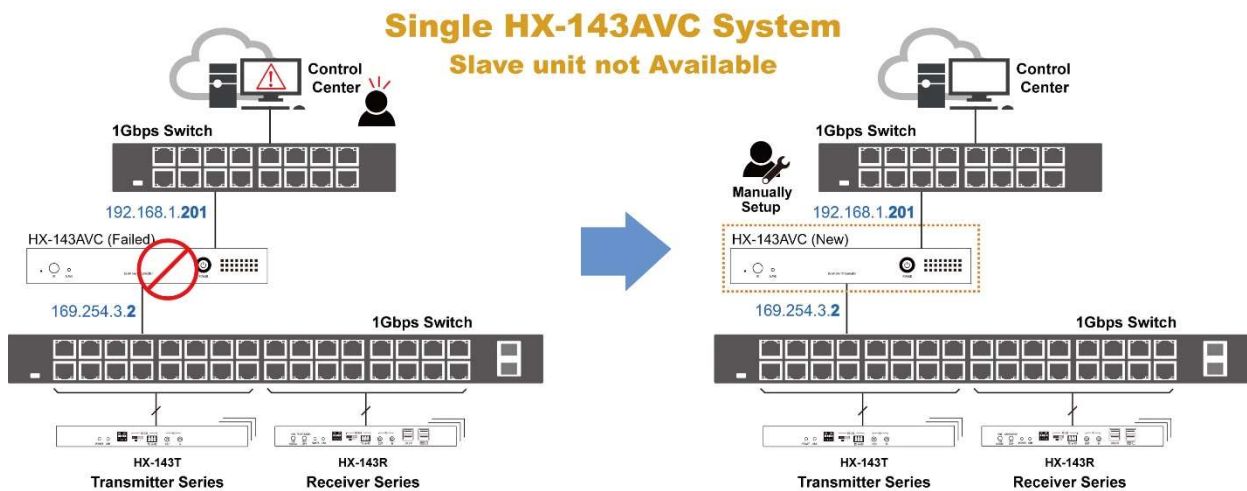 Single HX-143AVC System
Slave unit not Available
Control
Center
1Gbps Switch
192.168.1.201
HX-143AVC (Failed)
169.254.3.2
1Gbps Switch
HX-143T
Transmitter Series
HX-143R
Receiver Series
Control
Center
1Gbps Switch
Manually
Setup
192.168.1.201
HX-143AVC (New)
169.254.3.2
1Gbps Switch
HX-143T
Transmitter Series
HX-143R
Receiver Series